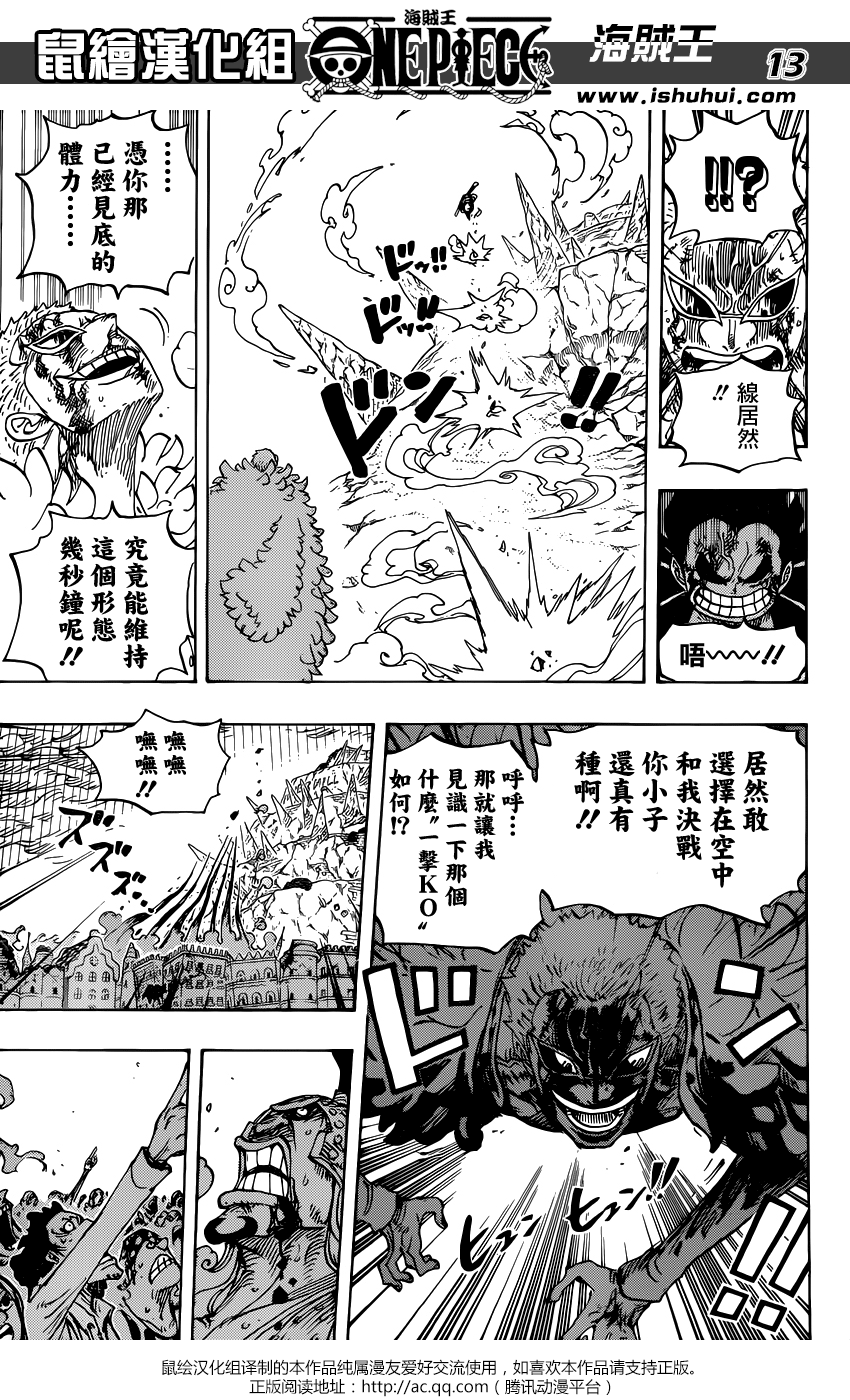 鼠繪漢化組
海賊王
ONE PIECE
海賊王
13
www.ishuhui.com
!!?
線居然
!!
唔~~~!!
ドゥ!!
ドッ!!
ドン
!!
……
憑你那
已經見底的
體力……
究竟能維持
這個形態
幾秒鐘呢!!
居然敢
選擇在空中
和我決戰
你小子
還真有
種啊!!
呼呼…
那就讓我
見識一下那個
什麼"一擊KO"
如何!?
ドン
!!
ヒュン ヒュン!!
嘸嘸
嘸嘸!!
ズズ…
ズズ…
鼠绘汉化组译制的本作品纯属漫友爱好交流使用，如喜欢本作品请支持正版。
正版阅读地址：http://ac.qq.com（腾讯动漫平台）